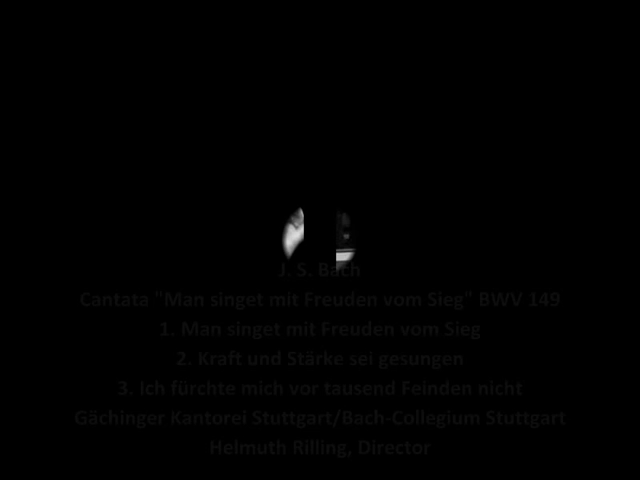 J. S. Bach
Cantata "Man singet mit Freuden vom Sieg" BWV 149
1. Man singet mit Freuden vom Sieg
2. Kraft und Stärke sei gesungen
3. Ich fürchte mich vor tausend Feinden nicht
Gächinger Kantorei Stuttgart/Bach-Collegium Stuttgart
Helmuth Rilling, Director